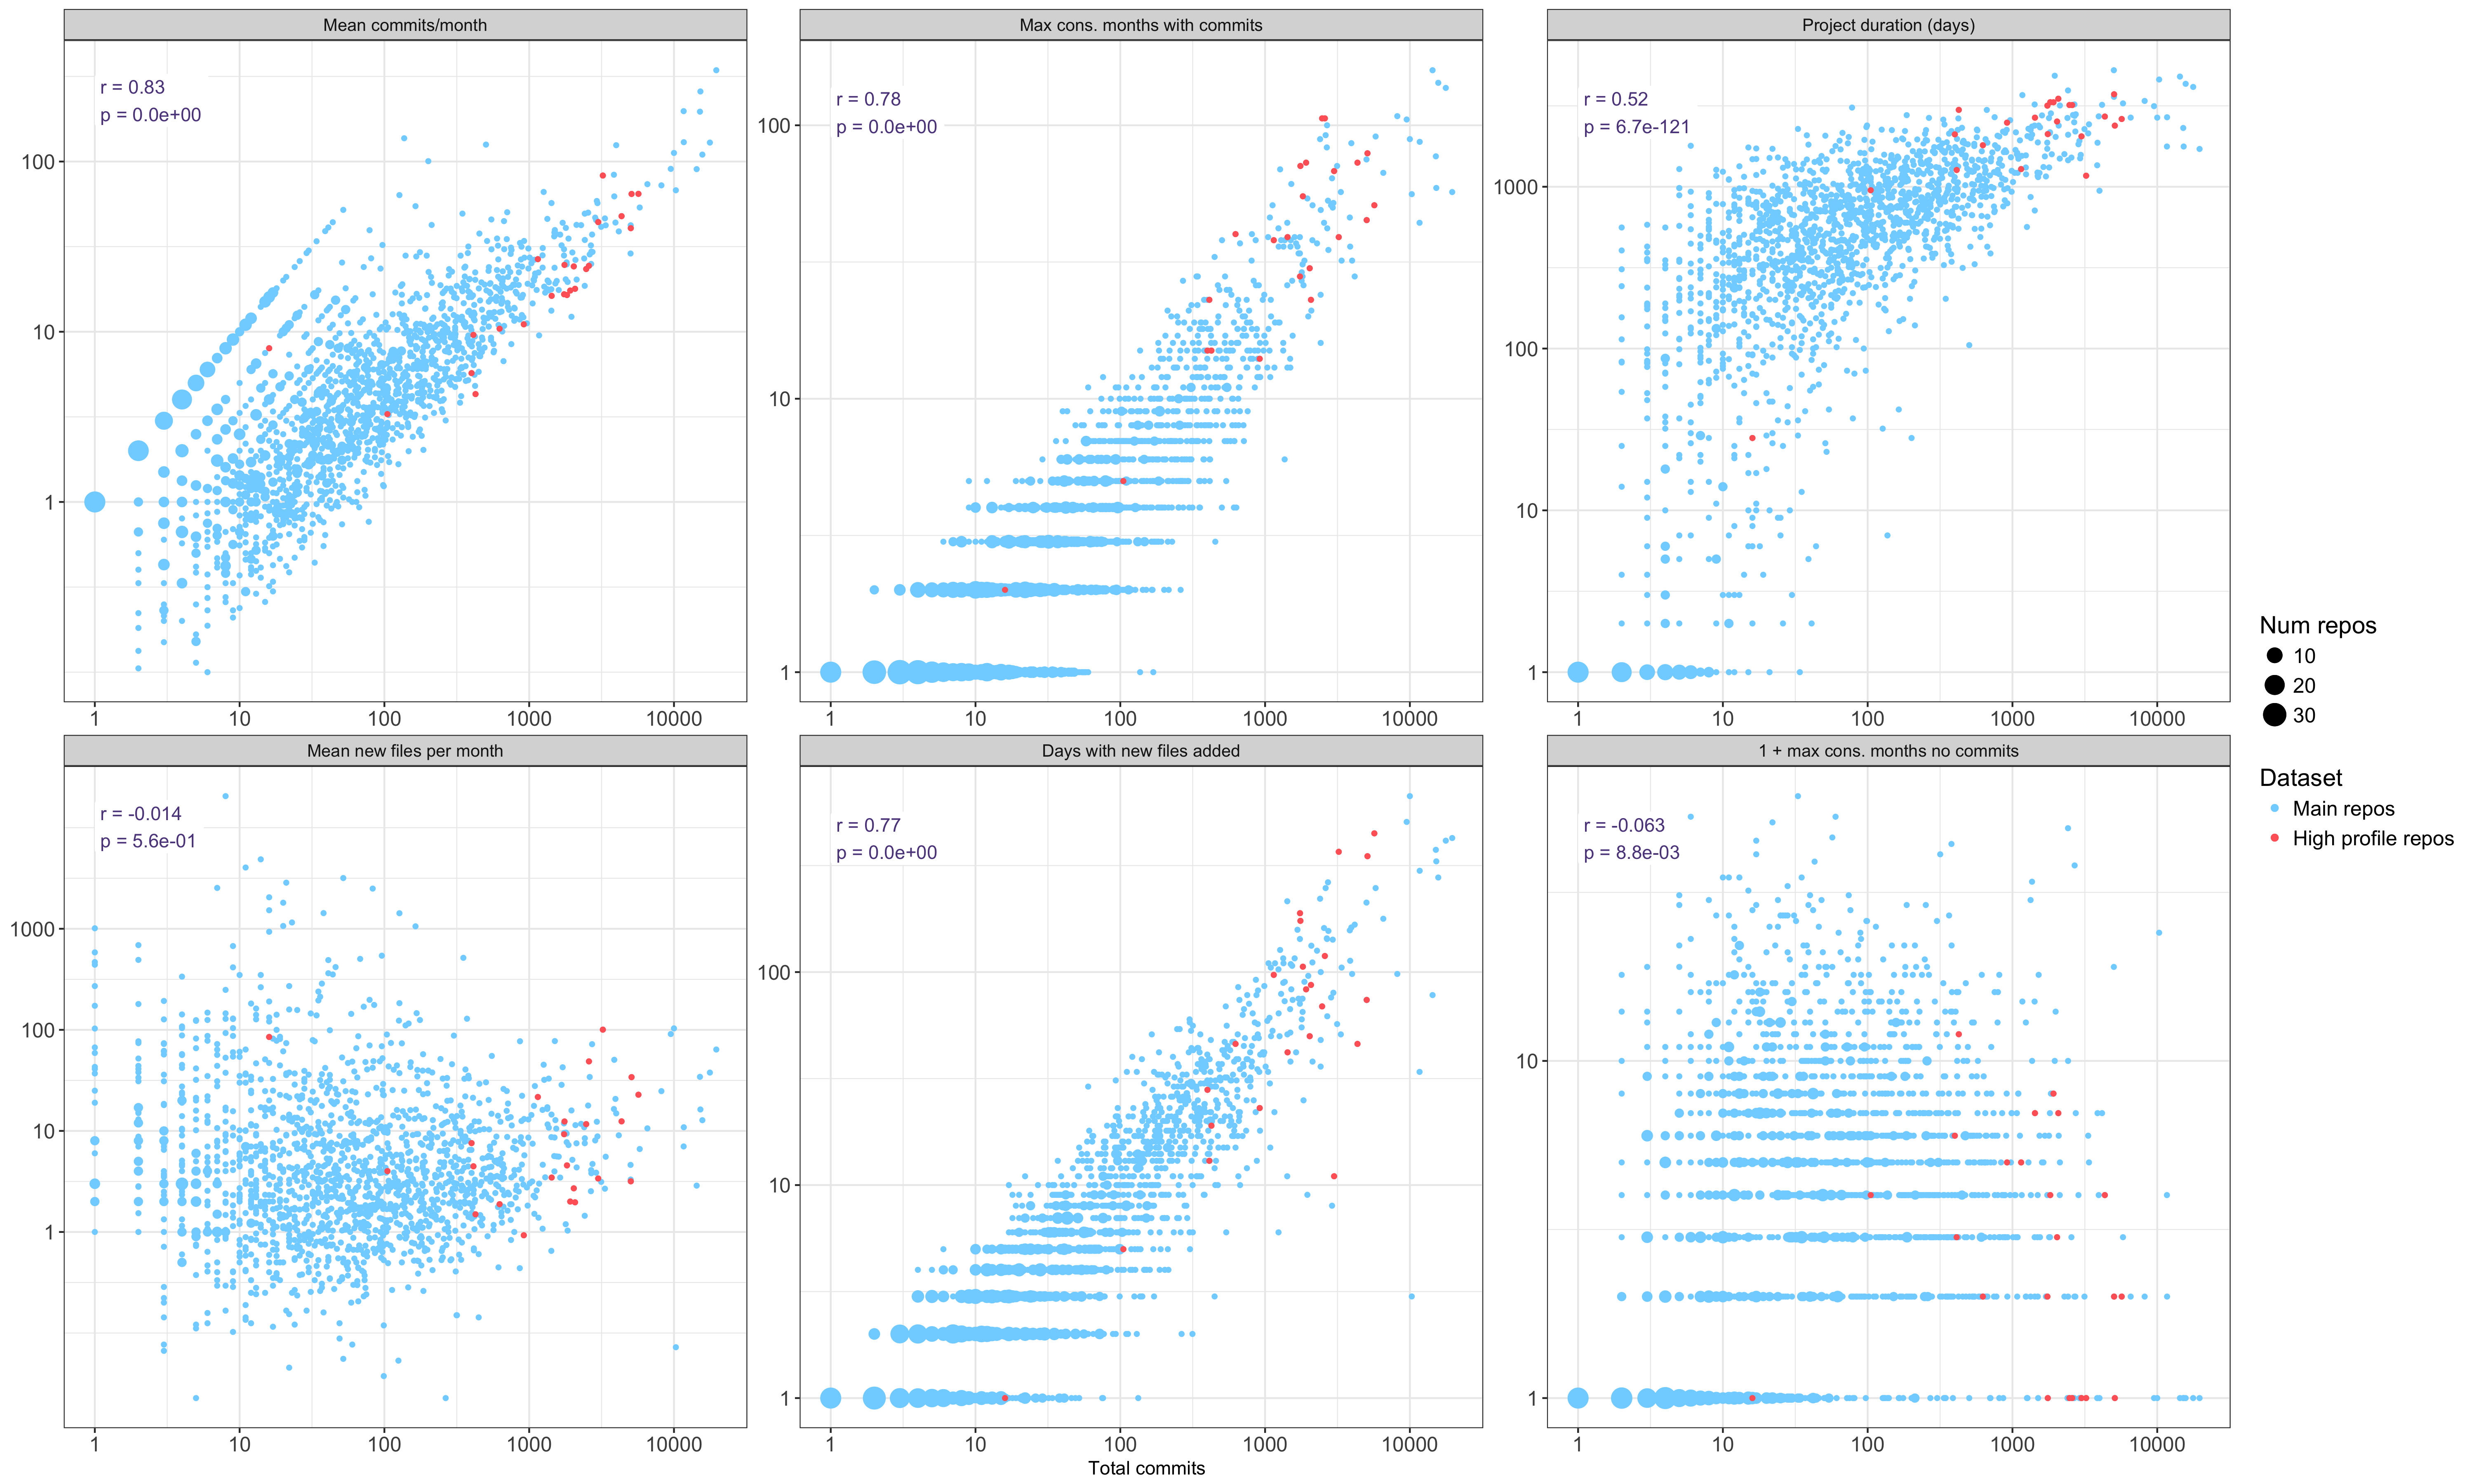 Mean commits/month
r = 0.83
p = 0.0e+00
100
10
1
1 10 100 1000 10000
Max cons. months with commits
r = 0.78
p = 0.0e+00
100
10
1
1 10 100 1000 10000
Project duration (days)
r = 0.52
p = 6.7e-121
1000
100
10
1
1 10 100 1000 10000
Mean new files per month
r = -0.014
p = 5.6e-01
1000
100
10
1
1 10 100 1000 10000
Days with new files added
r = 0.77
p = 0.0e+00
100
10
1
1 10 100 1000 10000
1 + max cons. months no commits
r = -0.063
p = 8.8e-03
10
1
1 10 100 1000 10000
Total commits
Num repos
10
20
30
Dataset
Main repos
High profile repos